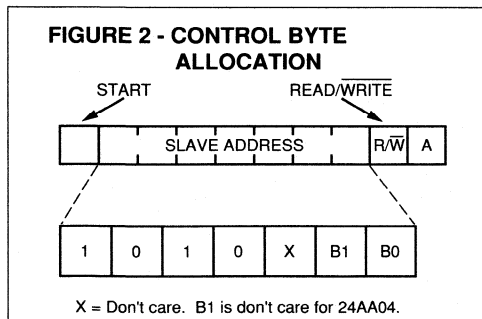 FIGURE 2 - CONTROL BYTE
ALLOCATION
START READ/WRITE
SLAVE ADDRESS R/W A
1 0 1 0 X B1 B0
X = Don't care. B1 is don't care for 24AA04.